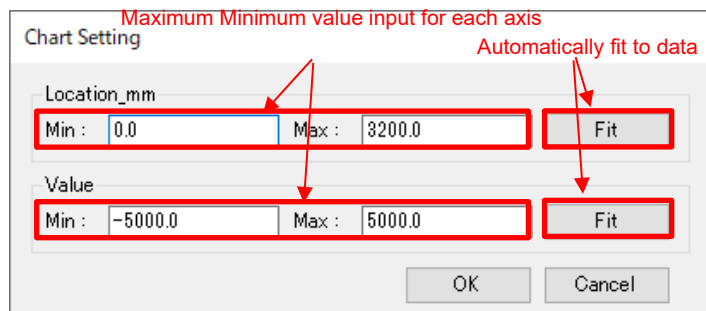 Maximum Minimum value input for each axis
Chart Setting
Automatically fit to data
Location_mm
Min : 0.0 Max : 3200.0 Fit
Value
Min : -5000.0 Max : 5000.0 Fit
OK Cancel